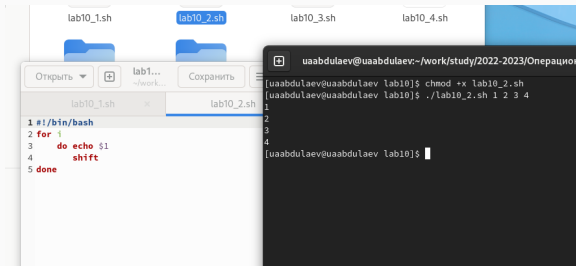 lab10_1.sh
lab10_2.sh
lab10_3.sh
lab10_4.sh
Открыть
lab1...
~/work...
Сохранить
lab10_1.sh ×
lab10_2.sh
1 #!/bin/bash
2 for i
3 do echo $1
4 shift
5 done
uaabdulaev@uaabdulaev:~/work/study/2022-2023/Операцион
[uaabdulaev@uaabdulaev lab10]$ chmod +x lab10_2.sh
[uaabdulaev@uaabdulaev lab10]$ ./lab10_2.sh 1 2 3 4
1
2
3
4
[uaabdulaev@uaabdulaev lab10]$